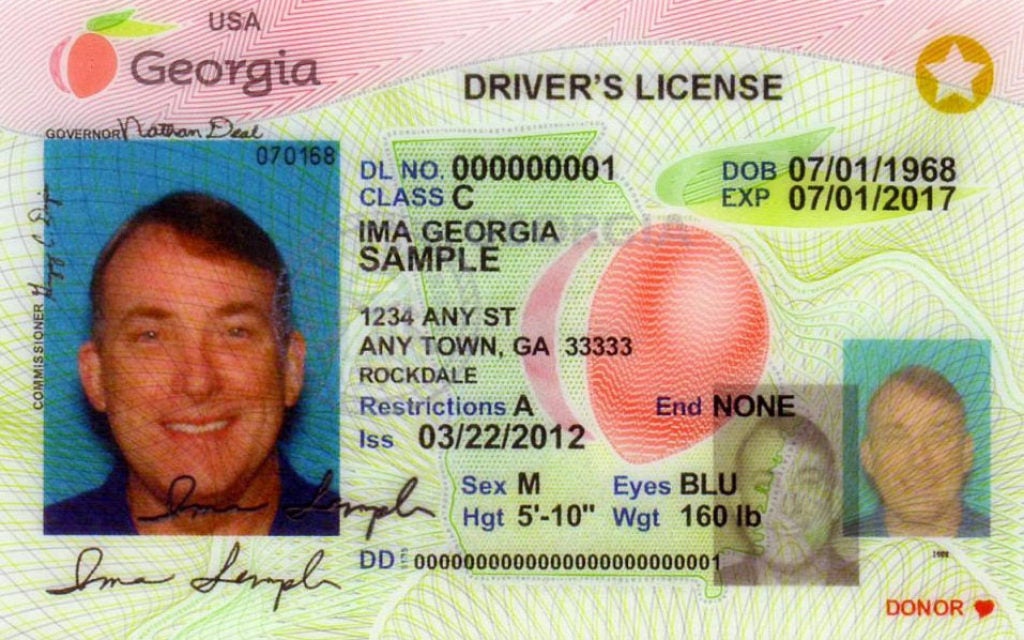 USA
Georgia
DRIVER'S LICENSE
GOVERNOR Nathan Deal
070168
COMMISSIONER
DL NO. 000000001
DOB 07/01/1968
CLASS C
EXP 07/01/2017
IMA GEORGIA
SAMPLE
GEORGIA
1234 ANY ST
ANY TOWN, GA 33333
ROCKDALE
Restrictions A
End NONE
Iss 03/22/2012
Sex M
Eyes BLU
Hgt 5'-10"
Wgt 160 lb
Ima Sample
DD 0000000000000000000000001
Ima Sample
DONOR